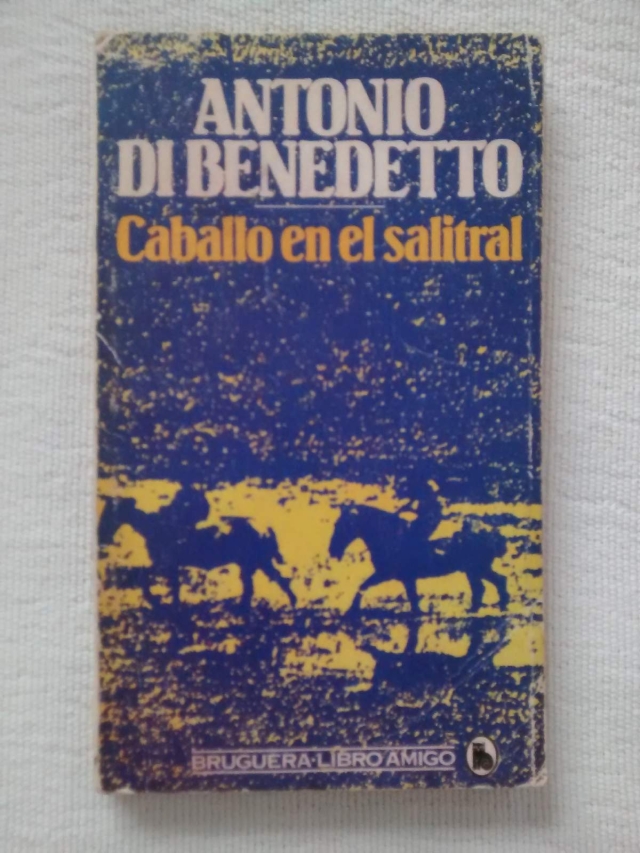 ANTONIO
DI BENEDETTO
Caballo en el salitral
BRUGUERA·LIBRO AMIGO